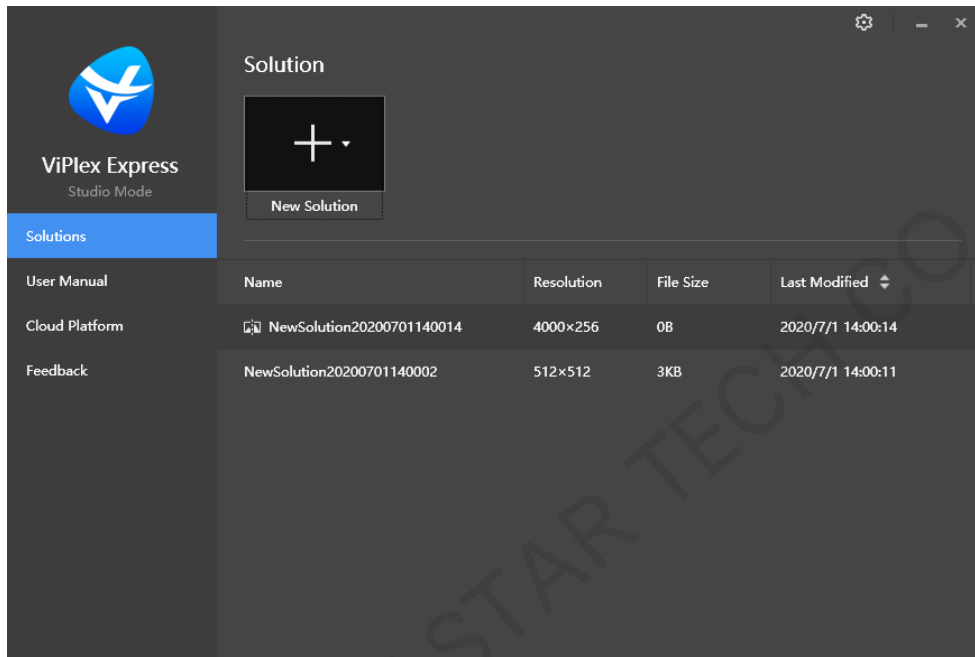 Solution
ViPlex Express
Studio Mode
New Solution
Solutions
User Manual
Cloud Platform
Feedback
Name Resolution File Size Last Modified
NewSolution20200701140014 4000×256 0B 2020/7/1 14:00:14
NewSolution20200701140002 512×512 3KB 2020/7/1 14:00:11
STAR TECH CO